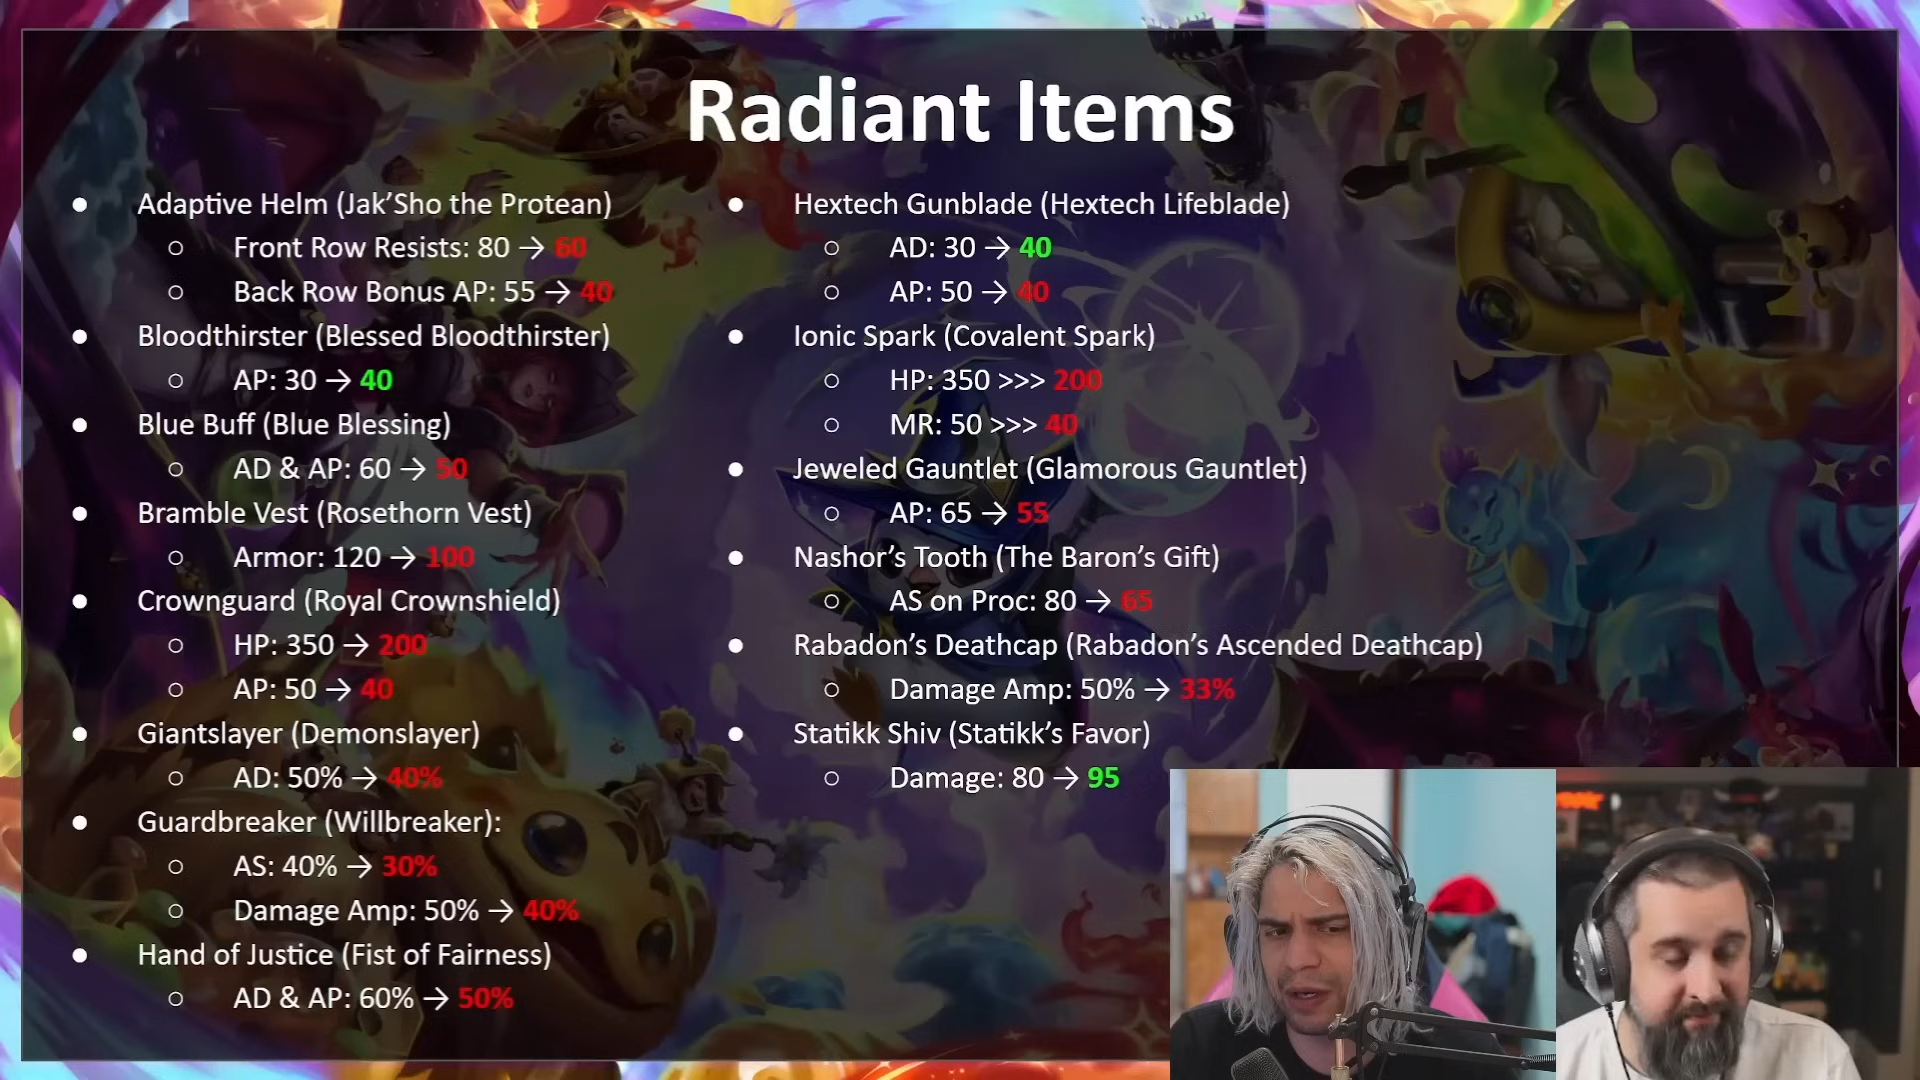 Radiant Items
● Adaptive Helm (Jak’Sho the Protean)
○ Front Row Resists: 80 → 60
○ Back Row Bonus AP: 55 → 40
● Bloodthirster (Blessed Bloodthirster)
○ AP: 30 → 40
● Blue Buff (Blue Blessing)
○ AD & AP: 60 → 50
● Bramble Vest (Rosethorn Vest)
○ Armor: 120 → 100
● Crownguard (Royal Crownshield)
○ HP: 350 → 200
○ AP: 50 → 40
● Giantslayer (Demonslayer)
○ AD: 50% → 40%
● Guardbreaker (Willbreaker):
○ AS: 40% → 30%
○ Damage Amp: 50% → 40%
● Hand of Justice (Fist of Fairness)
○ AD & AP: 60% → 50%
● Hextech Gunblade (Hextech Lifeblade)
○ AD: 30 → 40
○ AP: 50 → 40
● Ionic Spark (Covalent Spark)
○ HP: 350 >>> 200
○ MR: 50 >>> 40
● Jeweled Gauntlet (Glamorous Gauntlet)
○ AP: 65 → 55
● Nashor’s Tooth (The Baron’s Gift)
○ AS on Proc: 80 → 65
● Rabadon’s Deathcap (Rabadon’s Ascended Deathcap)
○ Damage Amp: 50% → 33%
● Statikk Shiv (Statikk’s Favor)
○ Damage: 80 → 95